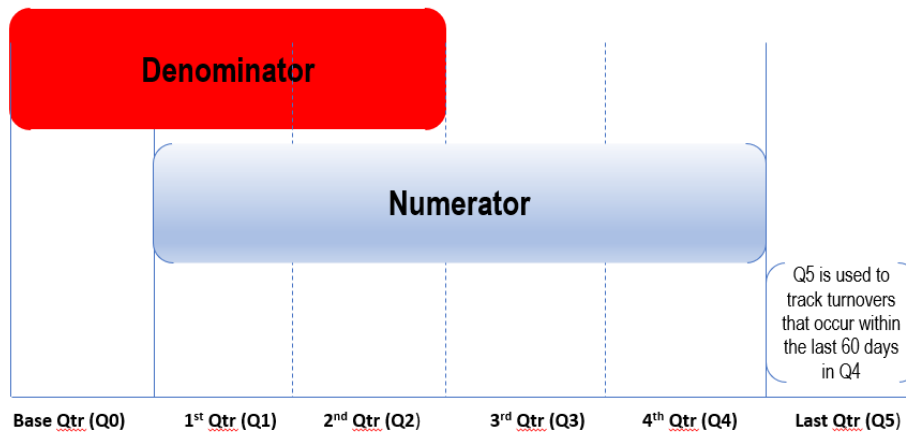 Denominator
Numerator
Q5 is used to
track turnovers
that occur within
the last 60 days
in Q4
Base Qtr (Q0) 1st Qtr (Q1) 2nd Qtr (Q2) 3rd Qtr (Q3) 4th Qtr (Q4) Last Qtr (Q5)